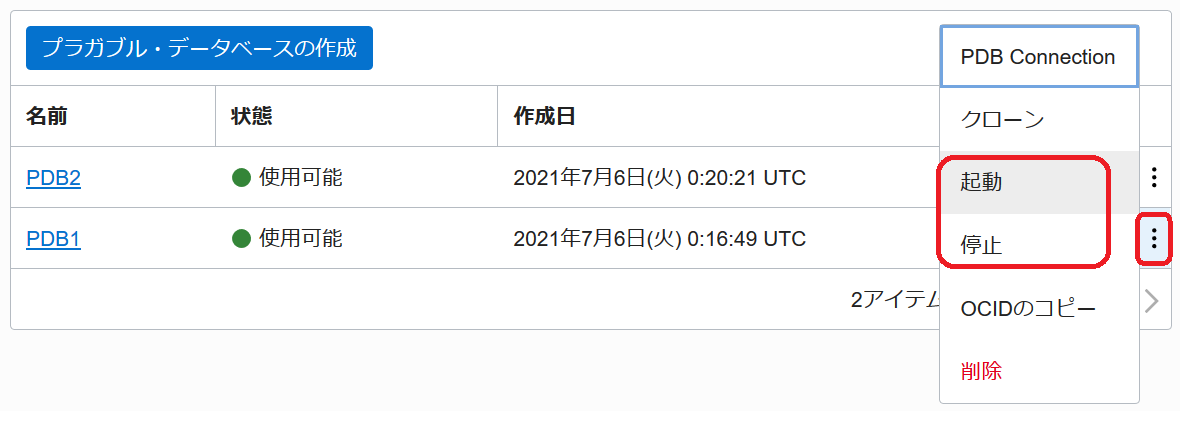 プラガブル・データベースの作成
PDB Connection
名前 状態 作成日
クローン
PDB2 使用可能 2021年7月6日(火) 0:20:21 UTC
起動
PDB1 使用可能 2021年7月6日(火) 0:16:49 UTC
停止
2アイテム
OCIDのコピー
削除